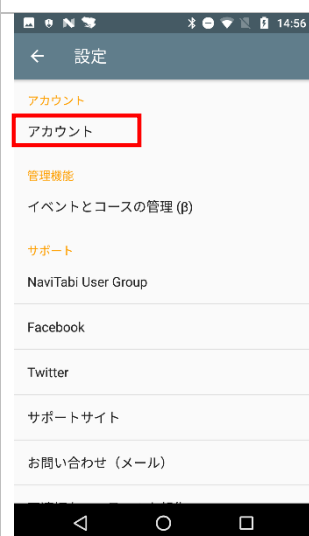 14:56
設定
アカウント
アカウント
管理機能
イベントとコースの管理 (β)
サポート
NaviTabi User Group
Facebook
Twitter
サポートサイト
お問い合わせ（メール）